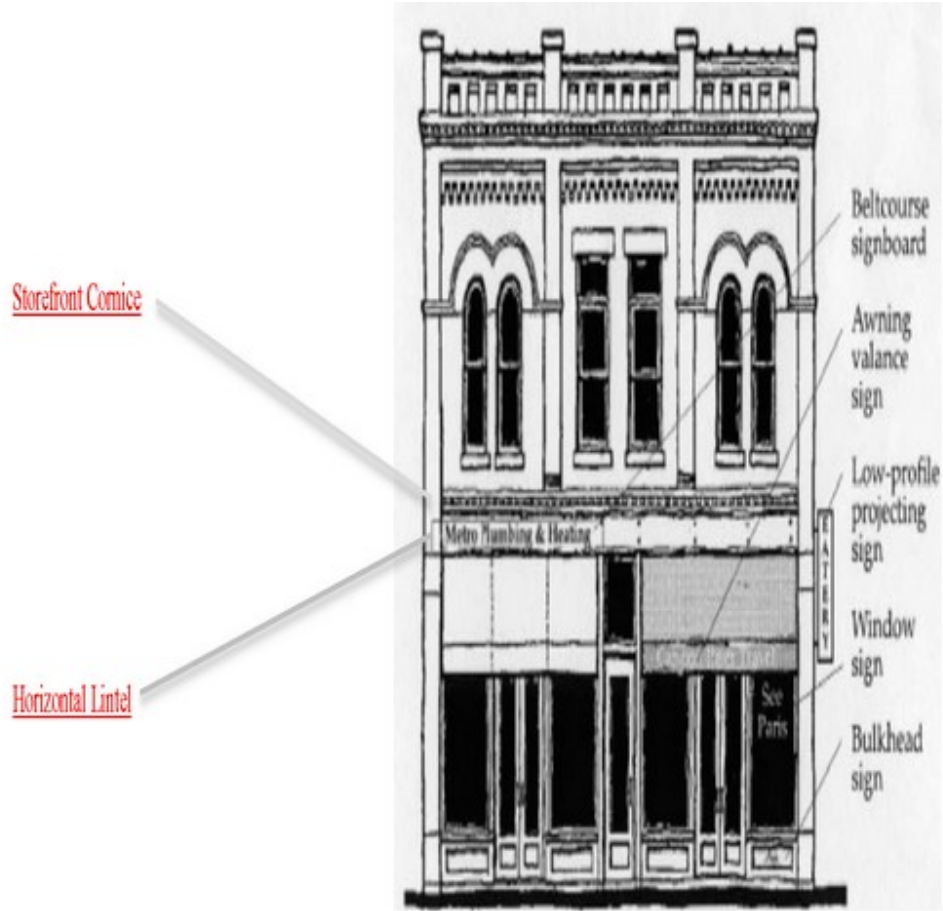 Beltcourse
signboard
Storefront Cornice
Awning
valance
sign
Low-profile
projecting
sign
Metro Plumbing & Heating
EATERY
Window
sign
Horizontal Lintel
See
Paris
Bulkhead
sign